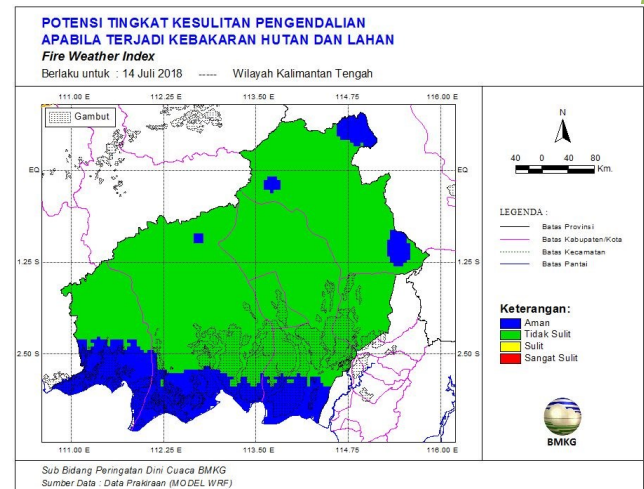 POTENSI TINGKAT KESULITAN PENGENDALIAN
APABILA TERJADI KEBAKARAN HUTAN DAN LAHAN
Fire Weather Index
Berlaku untuk : 14 Juli 2018 ----- Wilayah Kalimantan Tengah
111.00 E 112.25 E 113.50 E 114.75 116.00 E
Gambut
EQ EQ
1.25 S 1.25 S
2.50 S 2.50 S
111.00 E 112.25 E 113.50 E 114.75 116.00 E
N
40 0 40 80
Km.
LEGENDA :
Batas Provinsi
Batas Kabupaten/Kota
Batas Kecamatan
Batas Pantai
Keterangan:
Aman
Tidak Sulit
Sulit
Sangat Sulit
BMKG
Sub Bidang Peringatan Dini Cuaca BMKG
Sumber Data : Data Prakiraan (MODEL WRF)